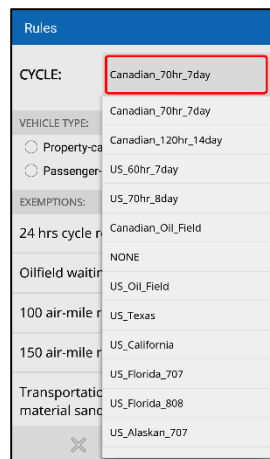 Rules
CYCLE:
Canadian_70hr_7day
Canadian_70hr_7day
Canadian_120hr_14day
US_60hr_7day
US_70hr_8day
Canadian_Oil_Field
NONE
US_Oil_Field
US_Texas
US_California
US_Florida_707
US_Florida_808
US_Alaskan_707
VEHICLE TYPE:
Property-ca
Passenger-
EXEMPTIONS:
24 hrs cycle r
Oilfield waitin
100 air-mile r
150 air-mile r
Transportatio
material sand